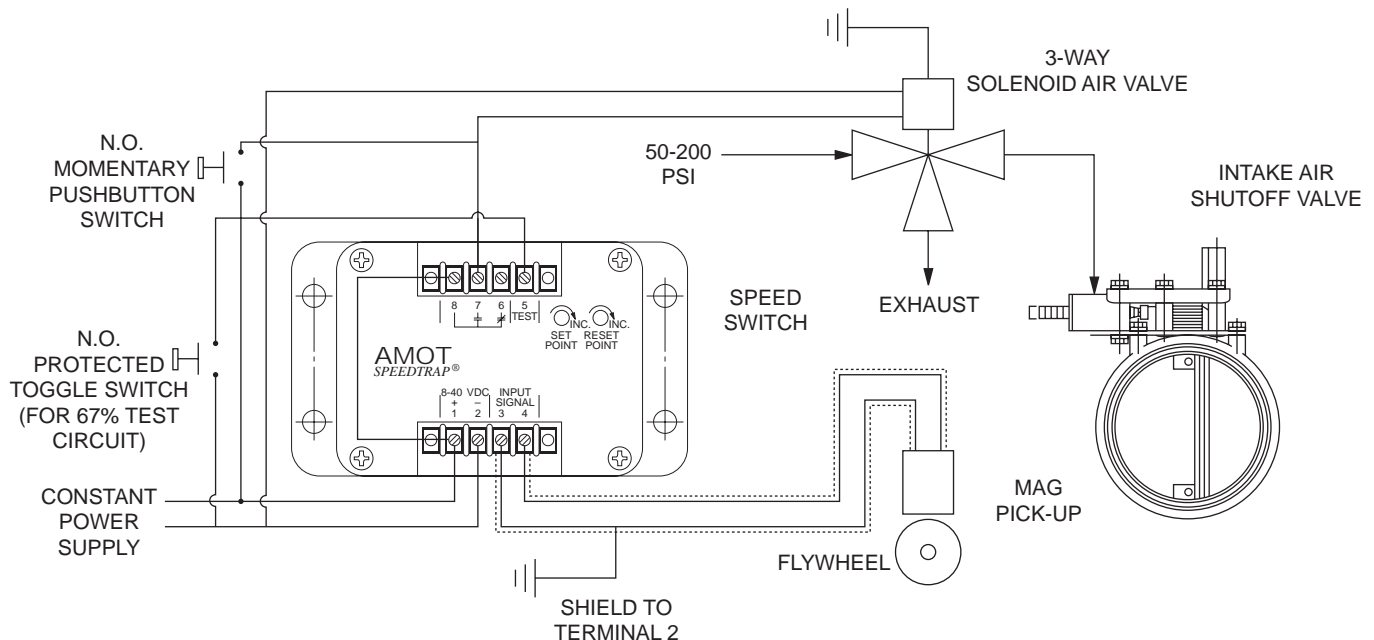 3-WAY
SOLENOID AIR VALVE
N.O.
MOMENTARY
PUSHBUTTON
SWITCH
50-200
PSI
INTAKE AIR
SHUTOFF VALVE
EXHAUST
SPEED
SWITCH
8 7 6 5
TEST
INC. INC.
SET RESET
POINT POINT
AMOT
SPEEDTRAP®
N.O.
PROTECTED
TOGGLE SWITCH
(FOR 67% TEST
CIRCUIT)
8-40 VDC INPUT
+ – SIGNAL
1 2 3 4
CONSTANT
POWER
SUPPLY
MAG
PICK-UP
FLYWHEEL
SHIELD TO
TERMINAL 2